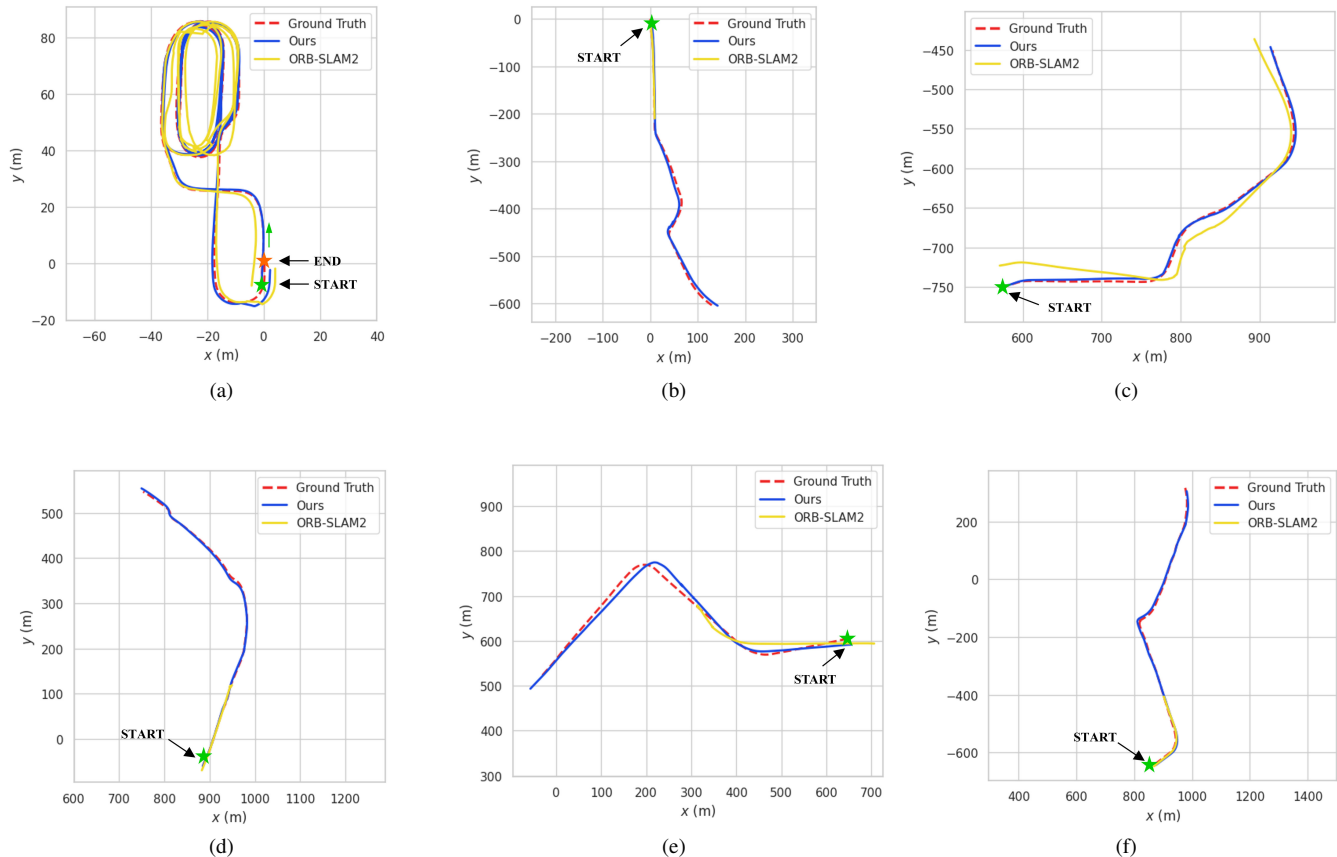 80
60
40
20
0
−20
y (m)
−60
−40
−20
0
20
40
x (m)
Ground Truth
Ours
ORB-SLAM2
END
START
(a)
0
−100
−200
−300
−400
−500
−600
y (m)
−200
−100
0
100
200
300
x (m)
Ground Truth
Ours
ORB-SLAM2
START
(b)
−450
−500
−550
−600
−650
−700
−750
y (m)
600
700
800
900
x (m)
Ground Truth
Ours
ORB-SLAM2
START
(c)
500
400
300
200
100
0
y (m)
600
700
800
900
1000
1100
1200
x (m)
Ground Truth
Ours
ORB-SLAM2
START
(d)
900
800
700
600
500
400
300
y (m)
0
100
200
300
400
500
600
700
x (m)
Ground Truth
Ours
ORB-SLAM2
START
(e)
200
0
−200
−400
−600
y (m)
400
600
800
1000
1200
1400
x (m)
Ground Truth
Ours
ORB-SLAM2
START
(f)